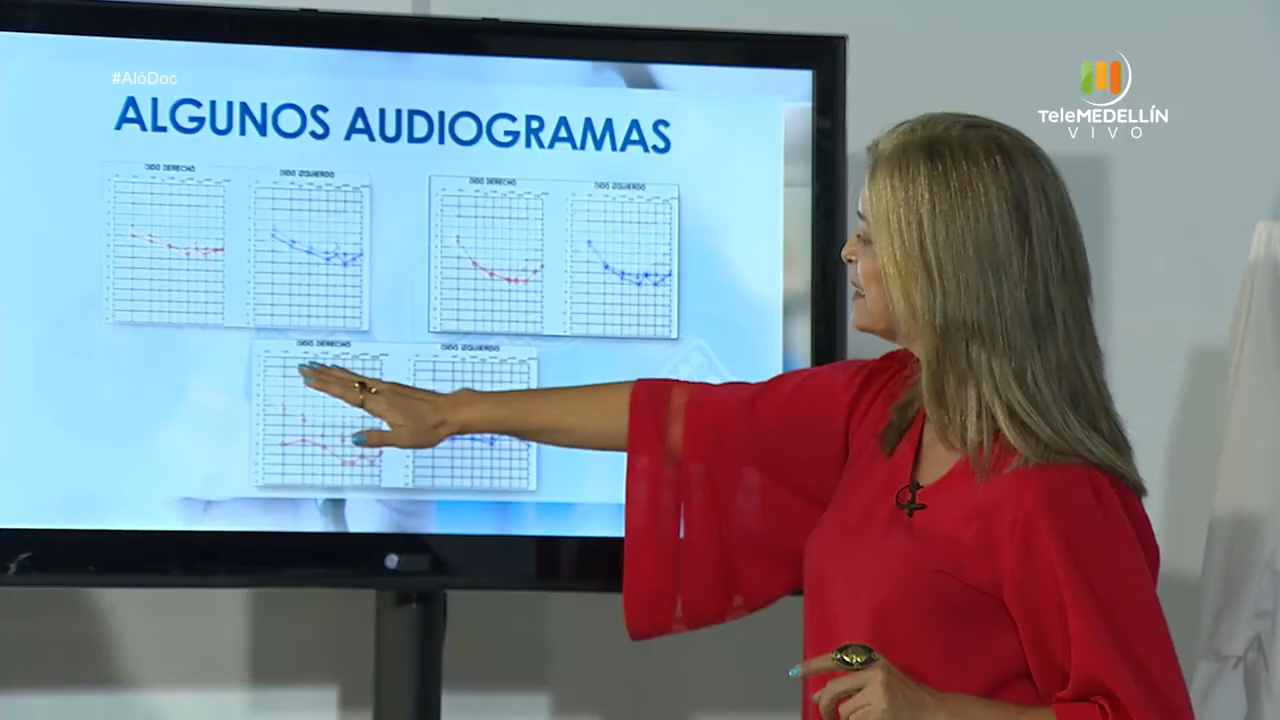 #AlóDoc
TeleMEDELLÍN
VIVO
ALGUNOS AUDIOGRAMAS
OIDO DERECHO
OIDO IZQUIERDO
OIDO DERECHO
OIDO IZQUIERDO
OIDO DERECHO
OIDO IZQUIERDO